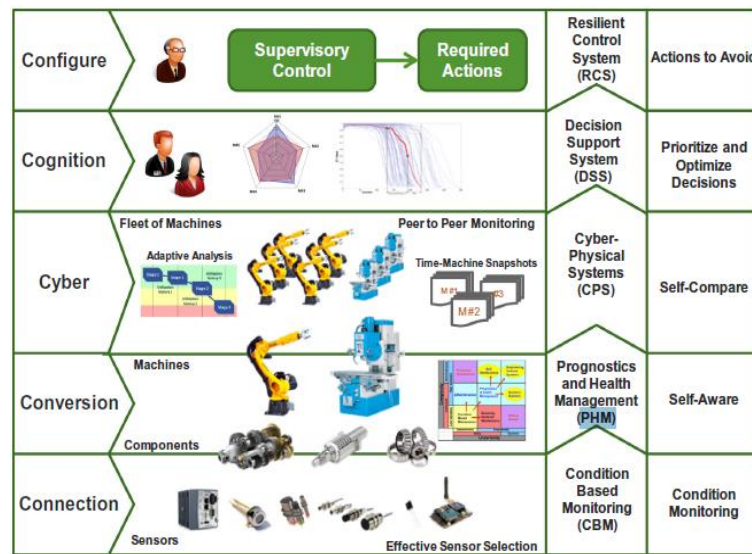 Configure
Supervisory
Control
Required
Actions
Resilient
Control
System
(RCS)
Actions to Avoid
Cognition
Decision
Support
System
(DSS)
Prioritize and
Optimize
Decisions
Cyber
Fleet of Machines
Peer to Peer Monitoring
Adaptive Analysis
Time-Machine Snapshots
M #1
#3
M#2
Cyber-
Physical
Systems
(CPS)
Self-Compare
Conversion
Machines
Components
Prognostics
and Health
Management
(PHM)
Self-Aware
Connection
Sensors
Effective Sensor Selection
Condition
Based
Monitoring
(CBM)
Condition
Monitoring